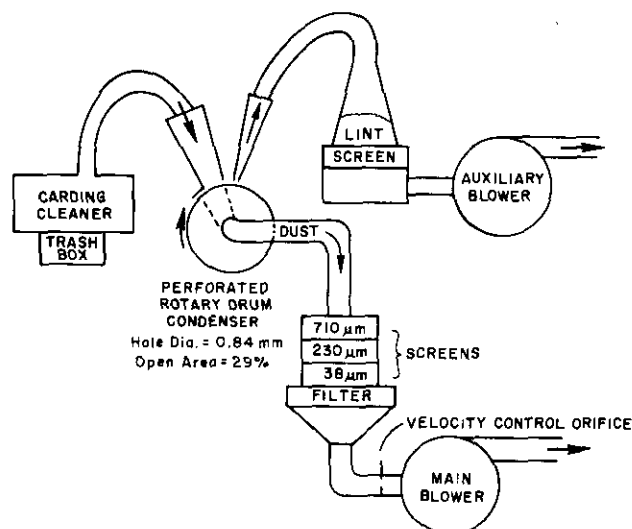 LINT
SCREEN
AUXILIARY
BLOWER
CARDING
CLEANER
TRASH
BOX
DUST
PERFORATED
ROTARY DRUM
CONDENSER
Hole Dia. = 0.84 mm
Open Area = 29%
710 µm
230 µm
38 µm
SCREENS
FILTER
VELOCITY CONTROL ORIFICE
MAIN
BLOWER